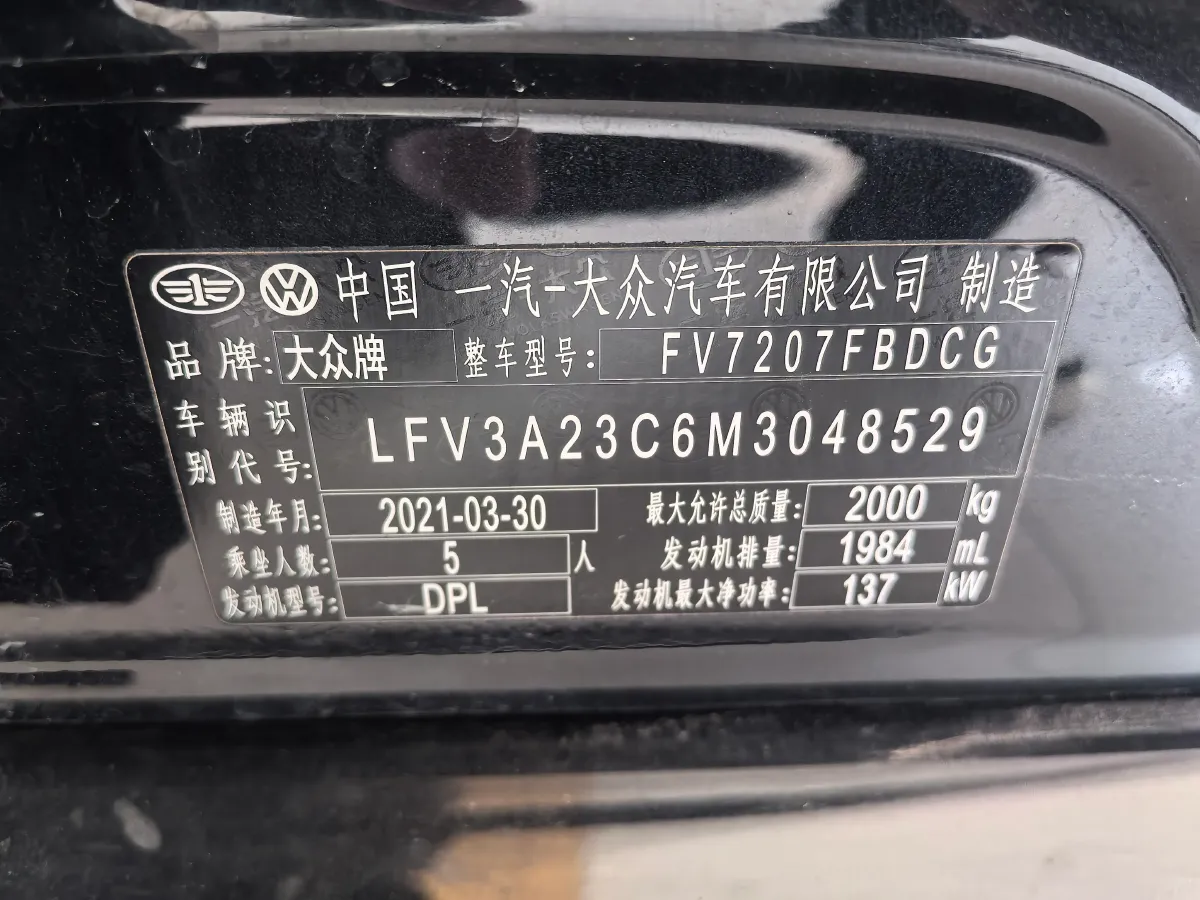 中国 一汽-大众汽车有限公司 制造
品牌: 大众牌 整车型号: FV7207FBDCG
车辆识别代号: LFV3A23C6M3048529
制造年月: 2021-03-30 最大允许总质量: 2000 kg
乘坐人数: 5 人 发动机排量: 1984 mL
发动机型号: DPL 发动机最大净功率: 137 kW